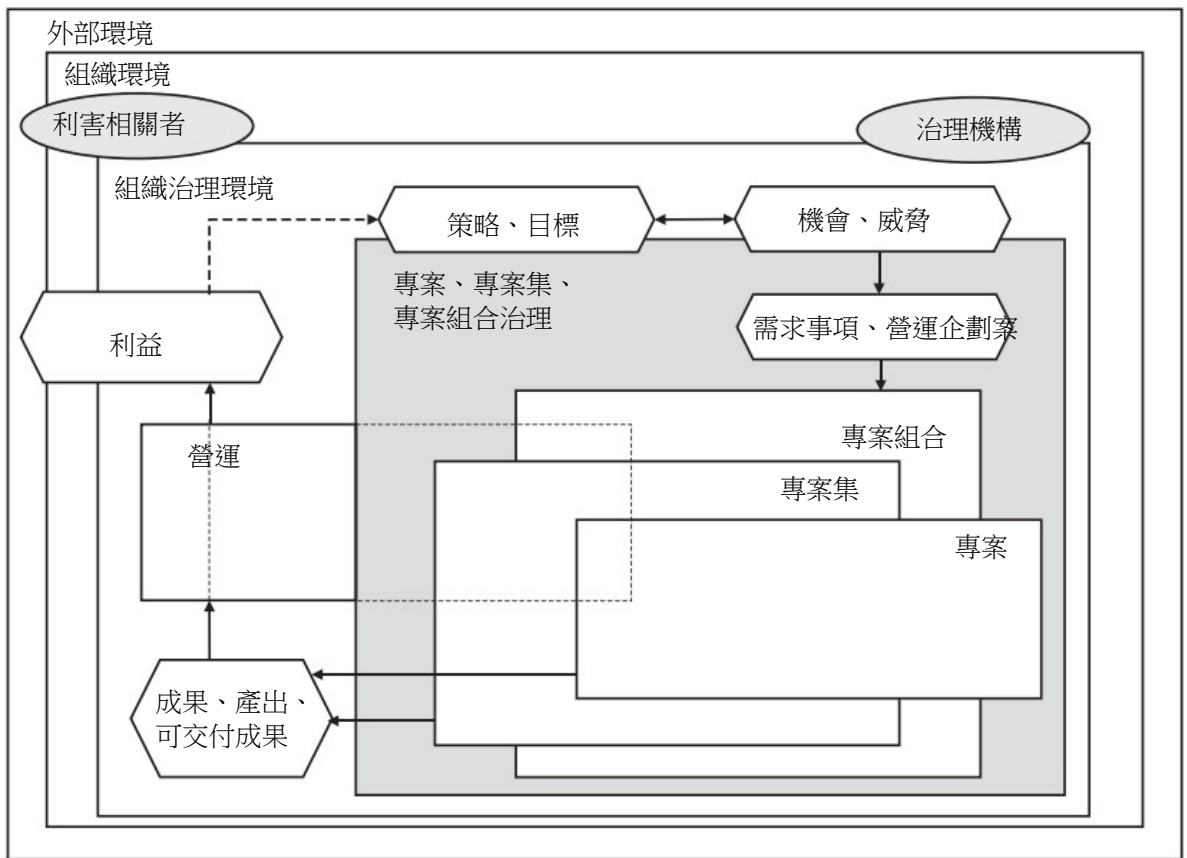 外部環境
組織環境
利害相關者
治理機構
組織治理環境
策略、目標
機會、威脅
專案、專案集、
專案組合治理
需求事項、營運企劃案
利益
專案組合
營運
專案集
專案
成果、產出、
可交付成果